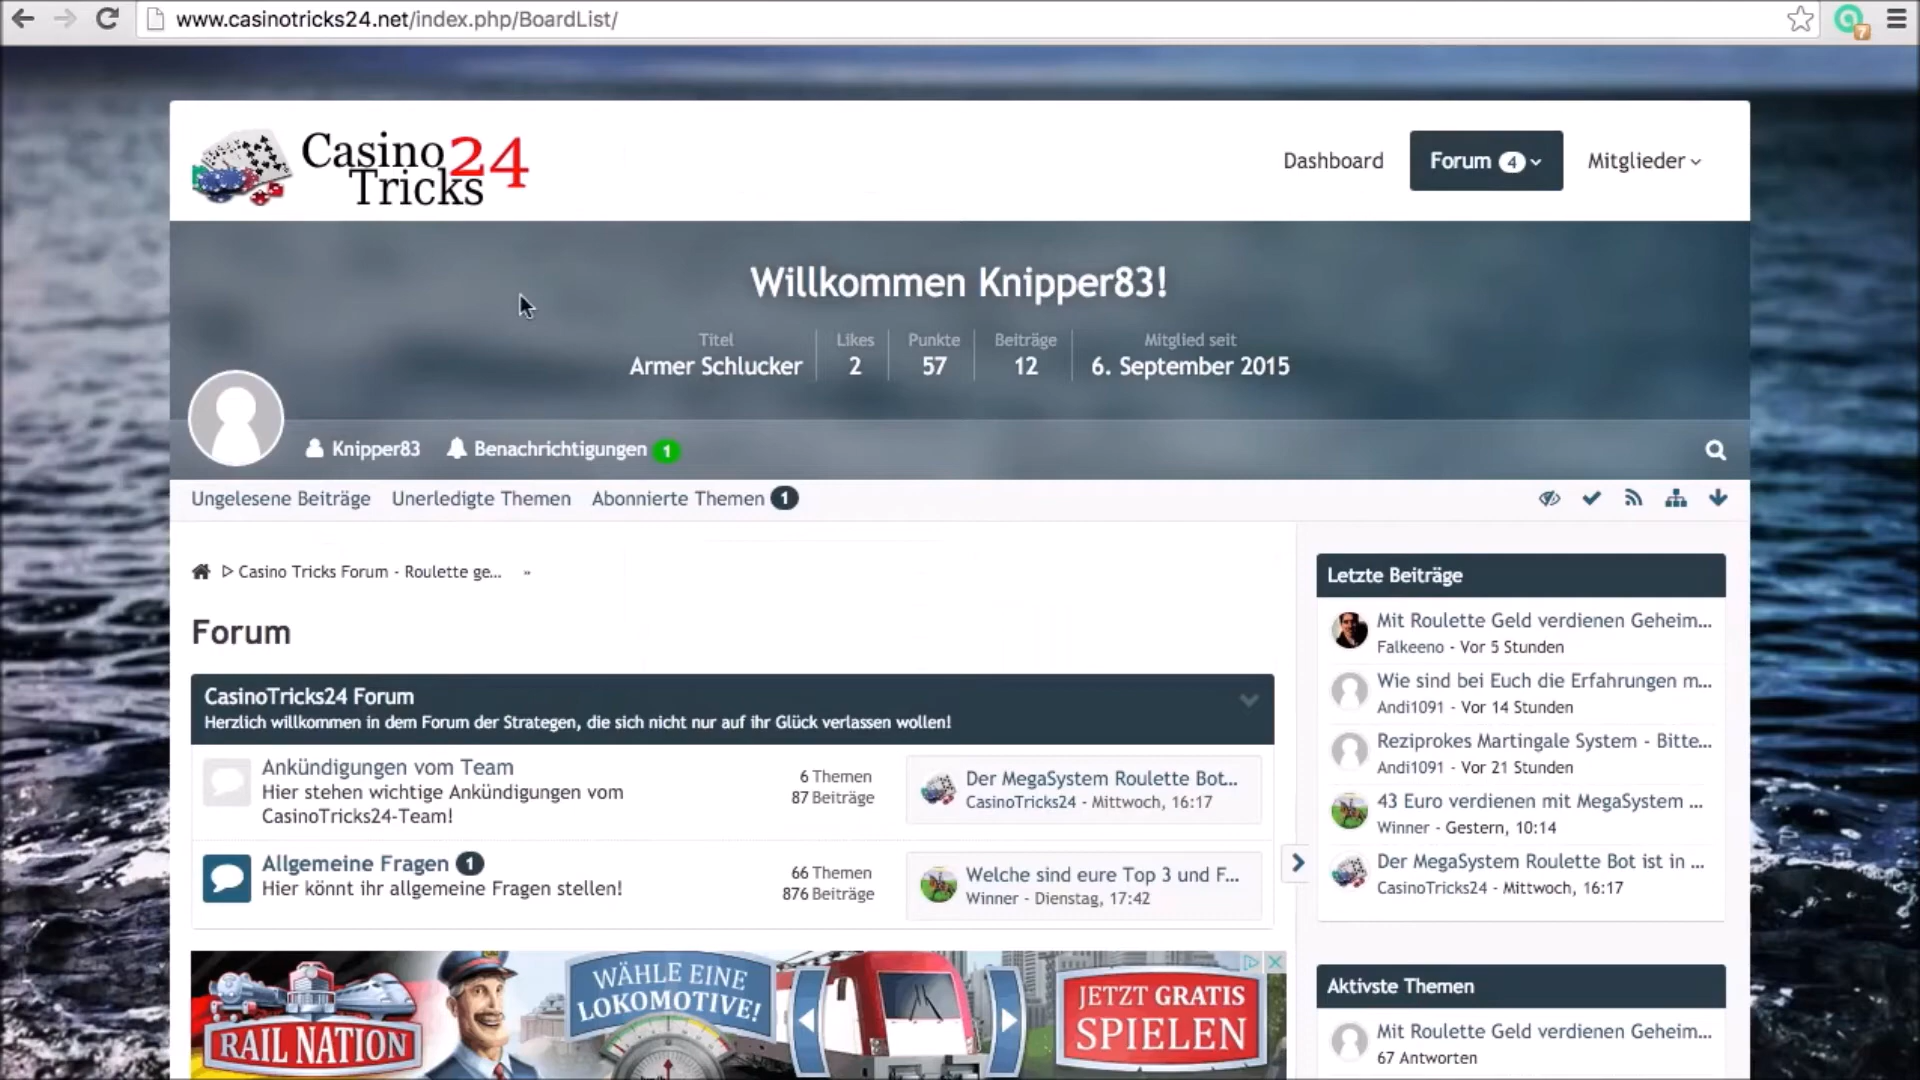 www.casinotricks24.net/index.php/BoardList/
7
Casino 24
Tricks
Dashboard
Forum 4
Mitglieder
Willkommen Knipper83!
Titel Likes Punkte Beiträge Mitglied seit
Armer Schlucker 2 57 12 6. September 2015
Knipper83 Benachrichtigungen 1
Ungelesene Beiträge Unerledigte Themen Abonnierte Themen 1
Casino Tricks Forum - Roulette ge... »
Forum
CasinoTricks24 Forum
Herzlich willkommen in dem Forum der Strategen, die sich nicht nur auf ihr Glück verlassen wollen!
Ankündigungen vom Team
Hier stehen wichtige Ankündigungen vom
CasinoTricks24-Team!
6 Themen
87 Beiträge
Der MegaSystem Roulette Bot...
CasinoTricks24 - Mittwoch, 16:17
Allgemeine Fragen 1
Hier könnt ihr allgemeine Fragen stellen!
66 Themen
876 Beiträge
Welche sind eure Top 3 und F...
Winner - Dienstag, 17:42
RAIL NATION
WÄHLE EINE
LOKOMOTIVE!
JETZT GRATIS
SPIELEN
Letzte Beiträge
Mit Roulette Geld verdienen Geheim...
Falkeeno - Vor 5 Stunden
Wie sind bei Euch die Erfahrungen m...
Andi1091 - Vor 14 Stunden
Reziprokes Martingale System - Bitte...
Andi1091 - Vor 21 Stunden
43 Euro verdienen mit MegaSystem ...
Winner - Gestern, 10:14
Der MegaSystem Roulette Bot ist in ...
CasinoTricks24 - Mittwoch, 16:17
Aktivste Themen
Mit Roulette Geld verdienen Geheim...
67 Antworten